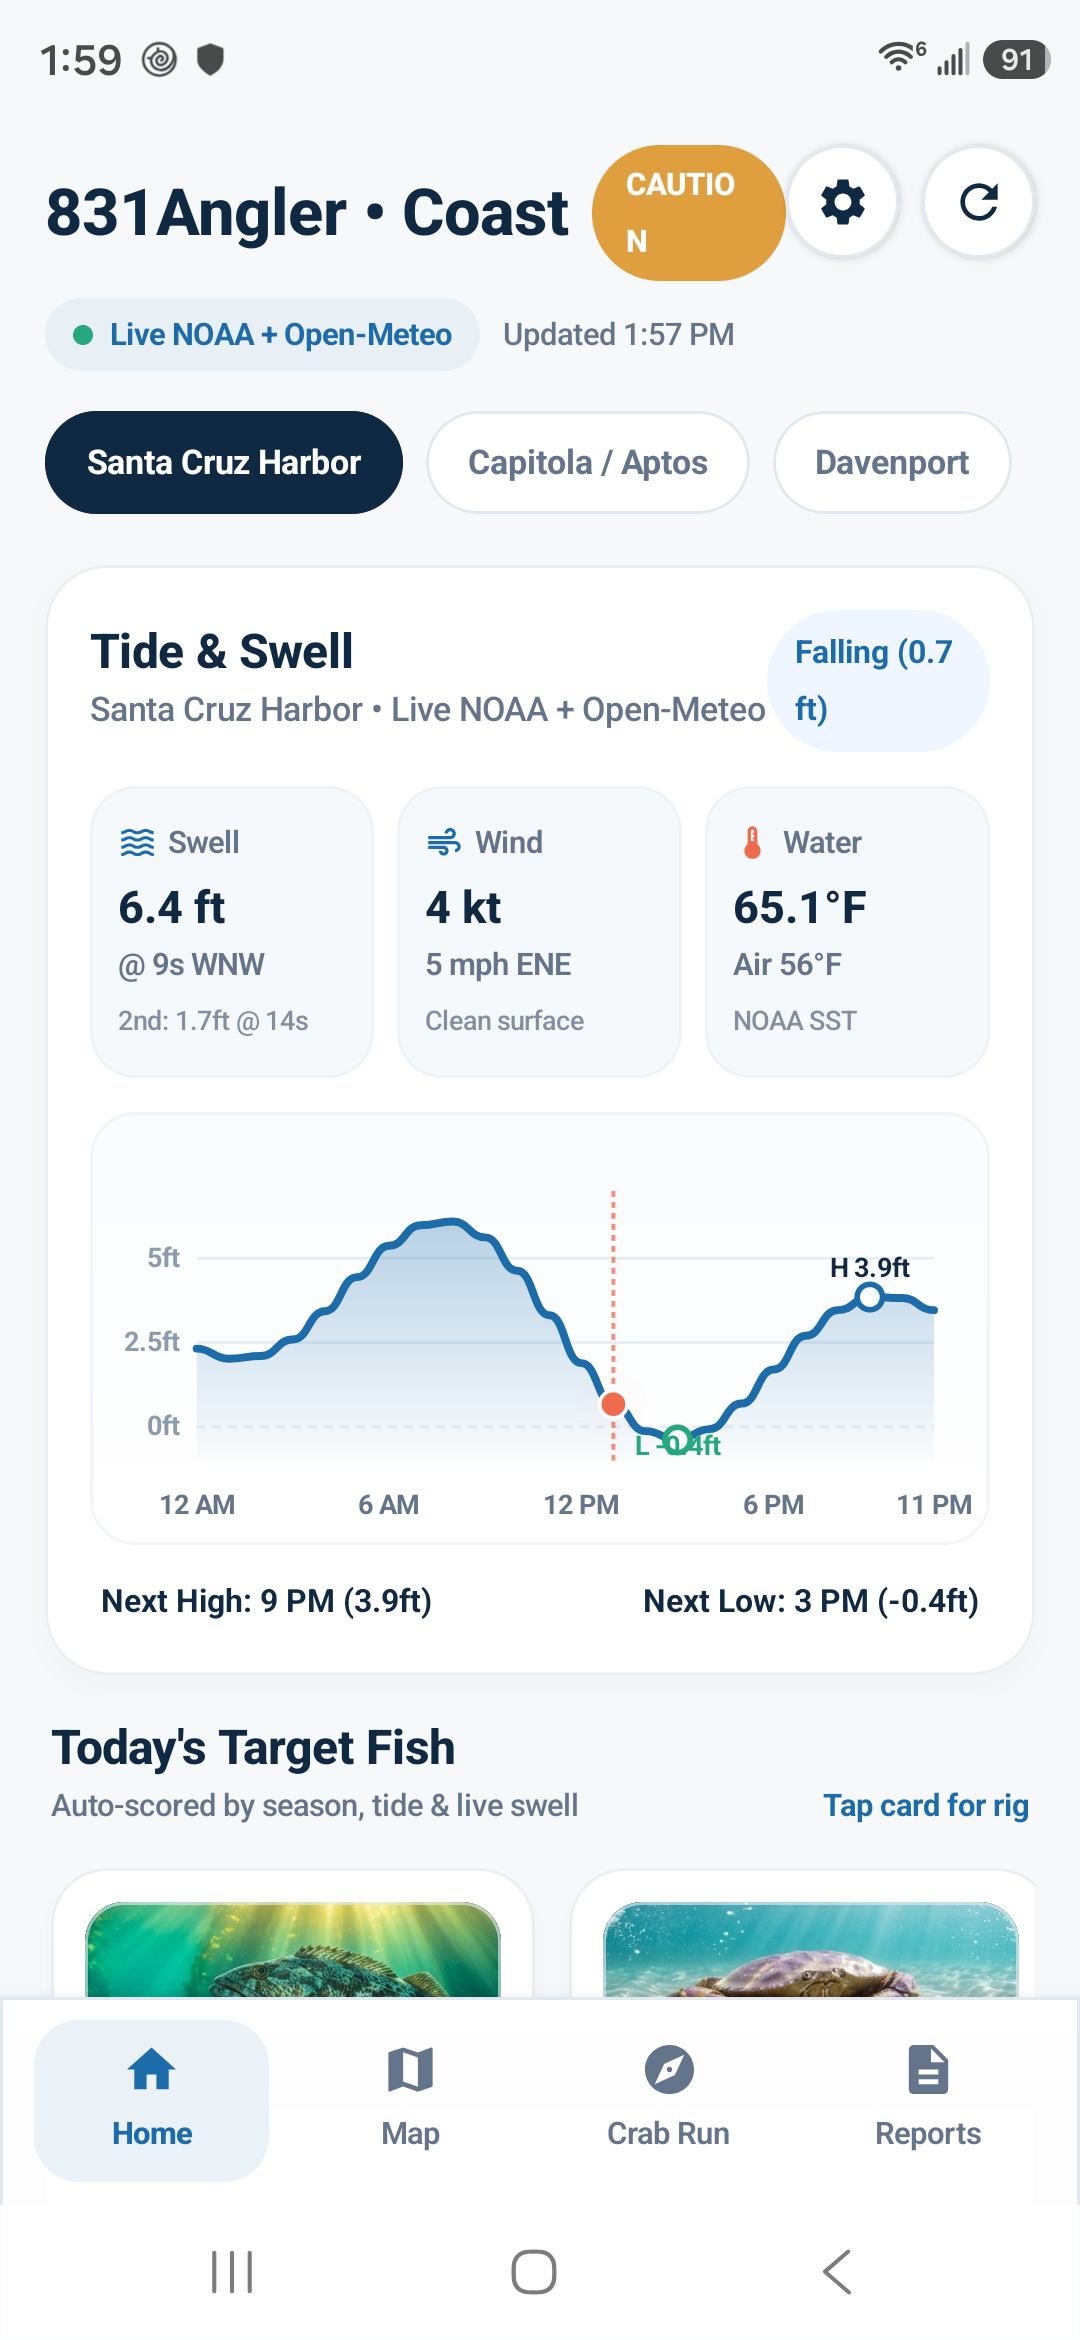 1:59
6
91
831Angler • Coast
CAUTIO
N
Live NOAA + Open-Meteo
Updated 1:57 PM
Santa Cruz Harbor
Capitola / Aptos
Davenport
Tide & Swell
Santa Cruz Harbor • Live NOAA + Open-Meteo
Falling (0.7
ft)
Swell
6.4 ft
@ 9s WNW
2nd: 1.7ft @ 14s
Wind
4 kt
5 mph ENE
Clean surface
Water
65.1°F
Air 56°F
NOAA SST
5ft
2.5ft
0ft
H 3.9ft
L -0.4ft
12 AM
6 AM
12 PM
6 PM
11 PM
Next High: 9 PM (3.9ft)
Next Low: 3 PM (-0.4ft)
Today's Target Fish
Auto-scored by season, tide & live swell
Tap card for rig
Home
Map
Crab Run
Reports